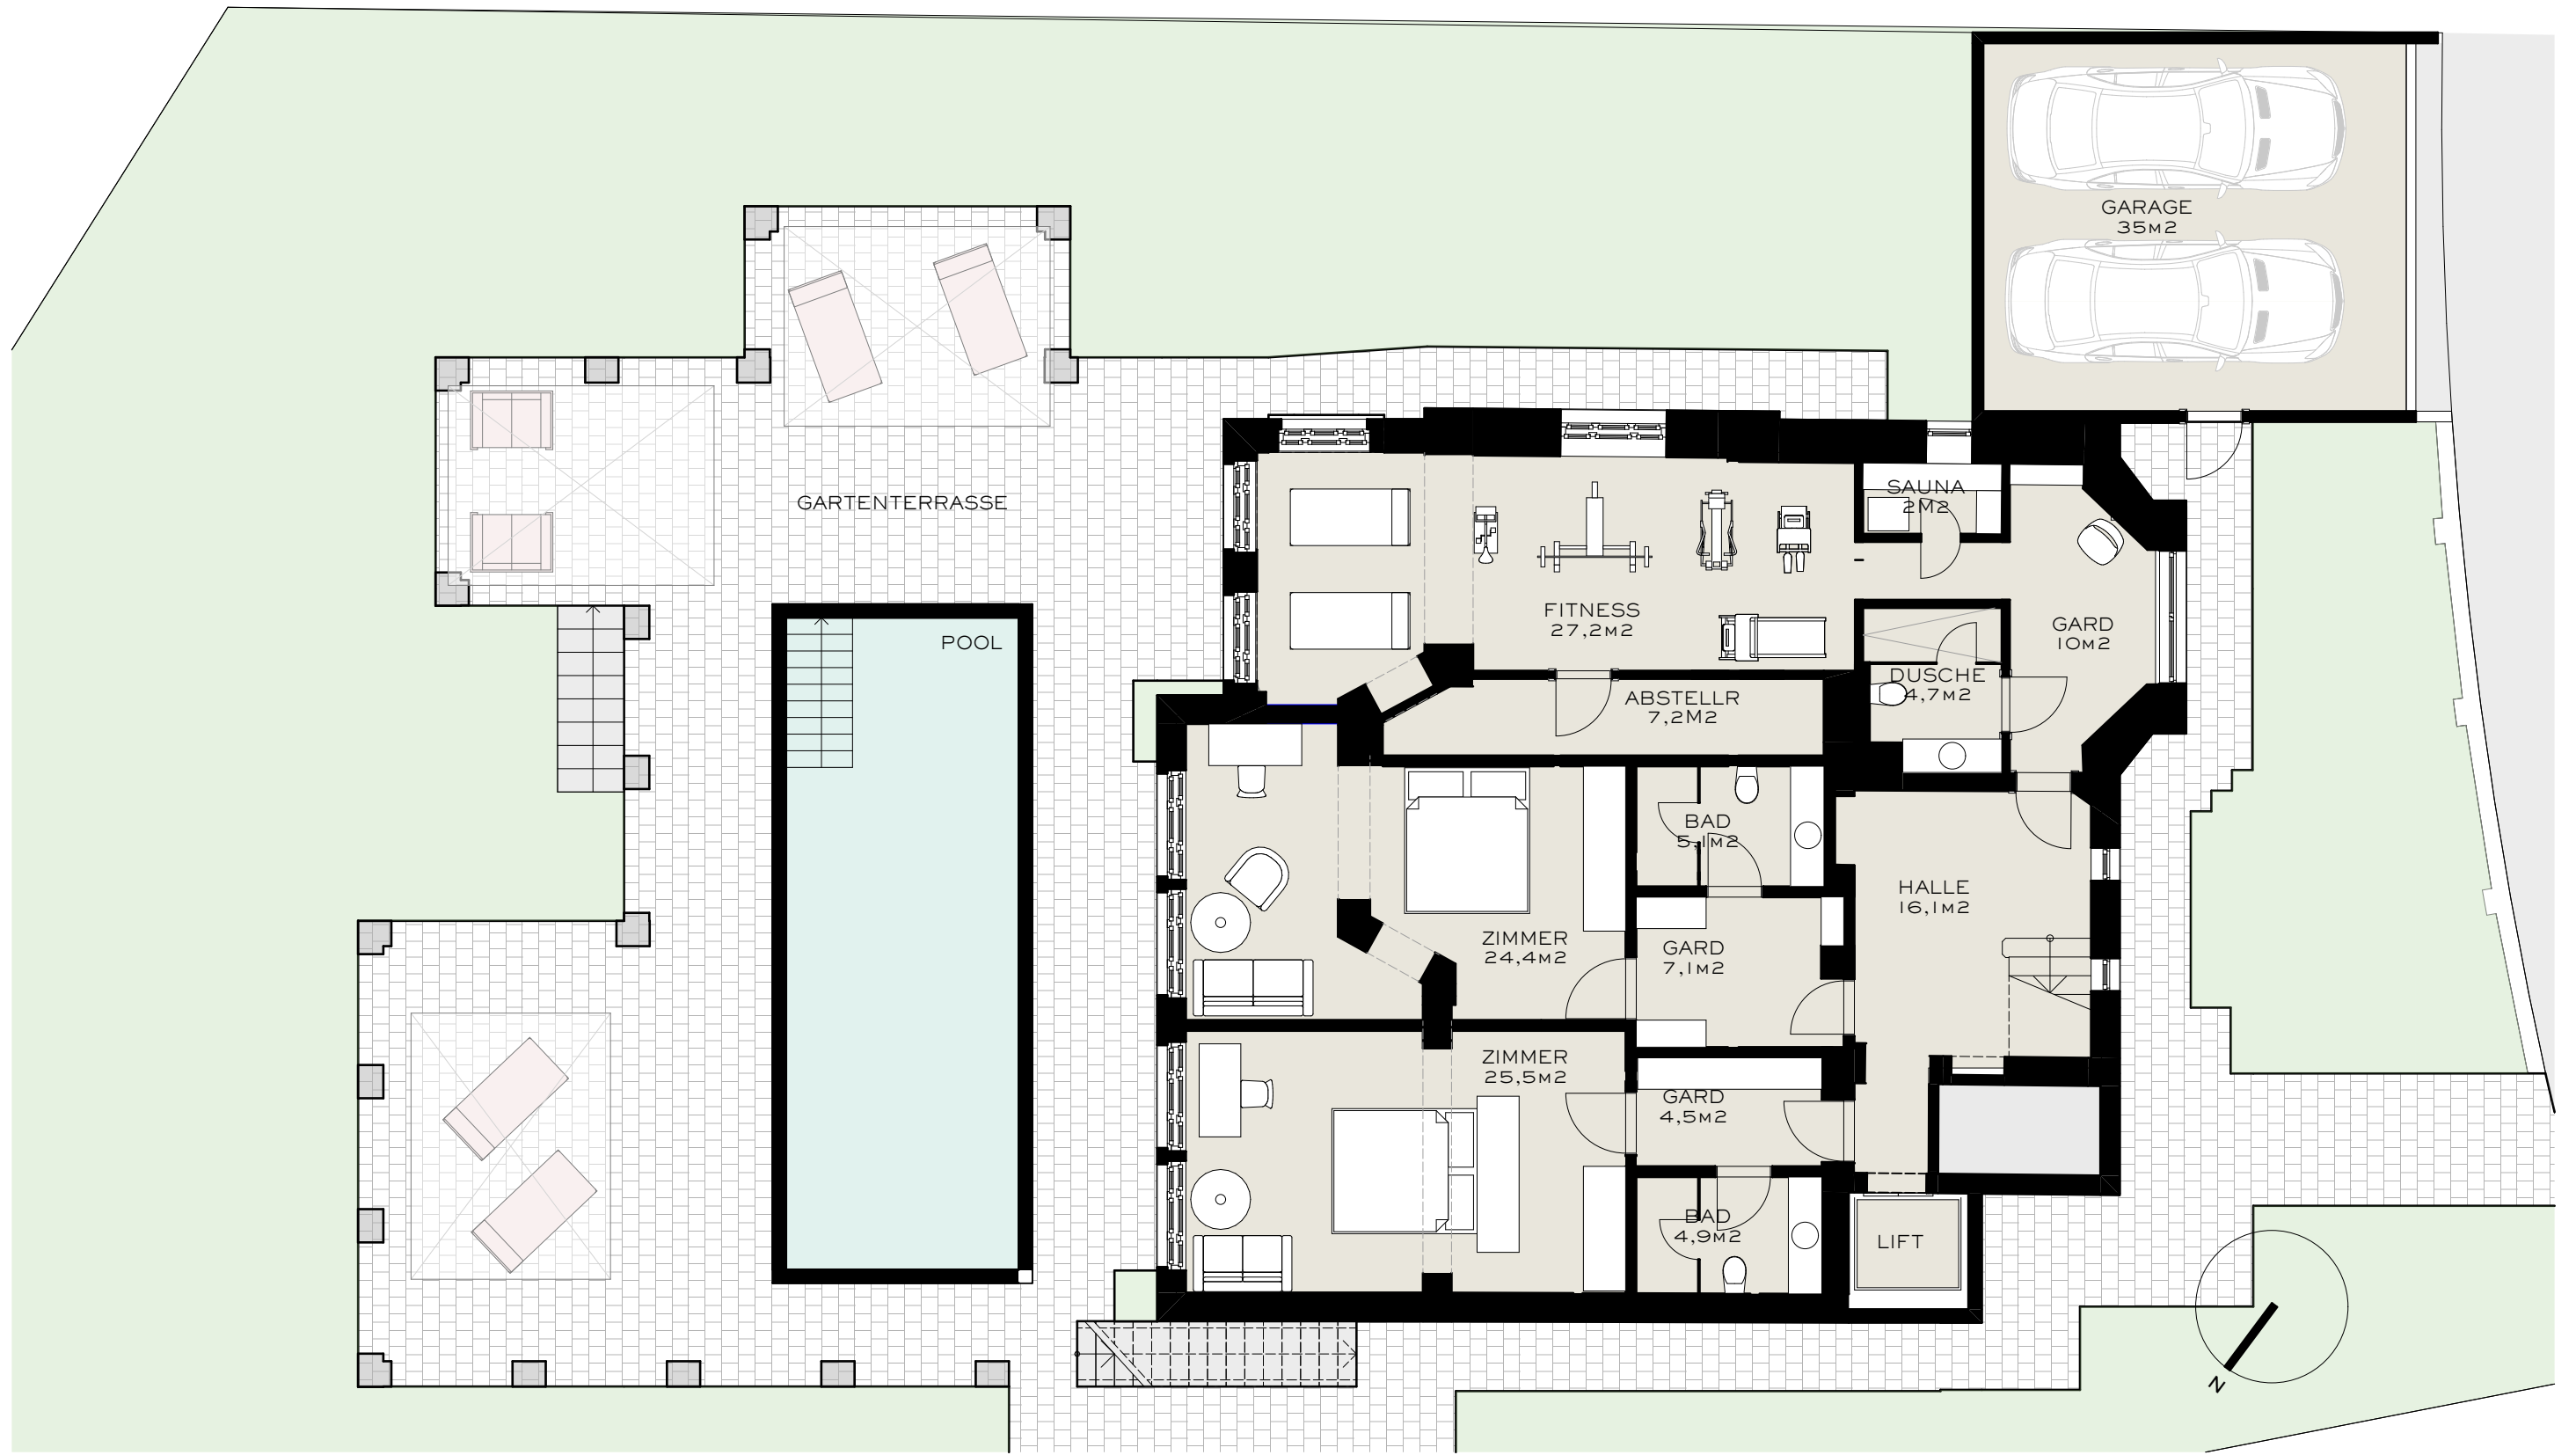 GARAGE
35M2
GARTENTERRASSE
SAUNA
2M2
FITNESS
27,2M2
GARD
10M2
POOL
DUSCHE
4,7M2
ABSTELLR
7,2M2
BAD
5,1M2
HALLE
16,1M2
ZIMMER
24,4M2
GARD
7,1M2
ZIMMER
25,5M2
GARD
4,5M2
BAD
4,9M2
LIFT
N